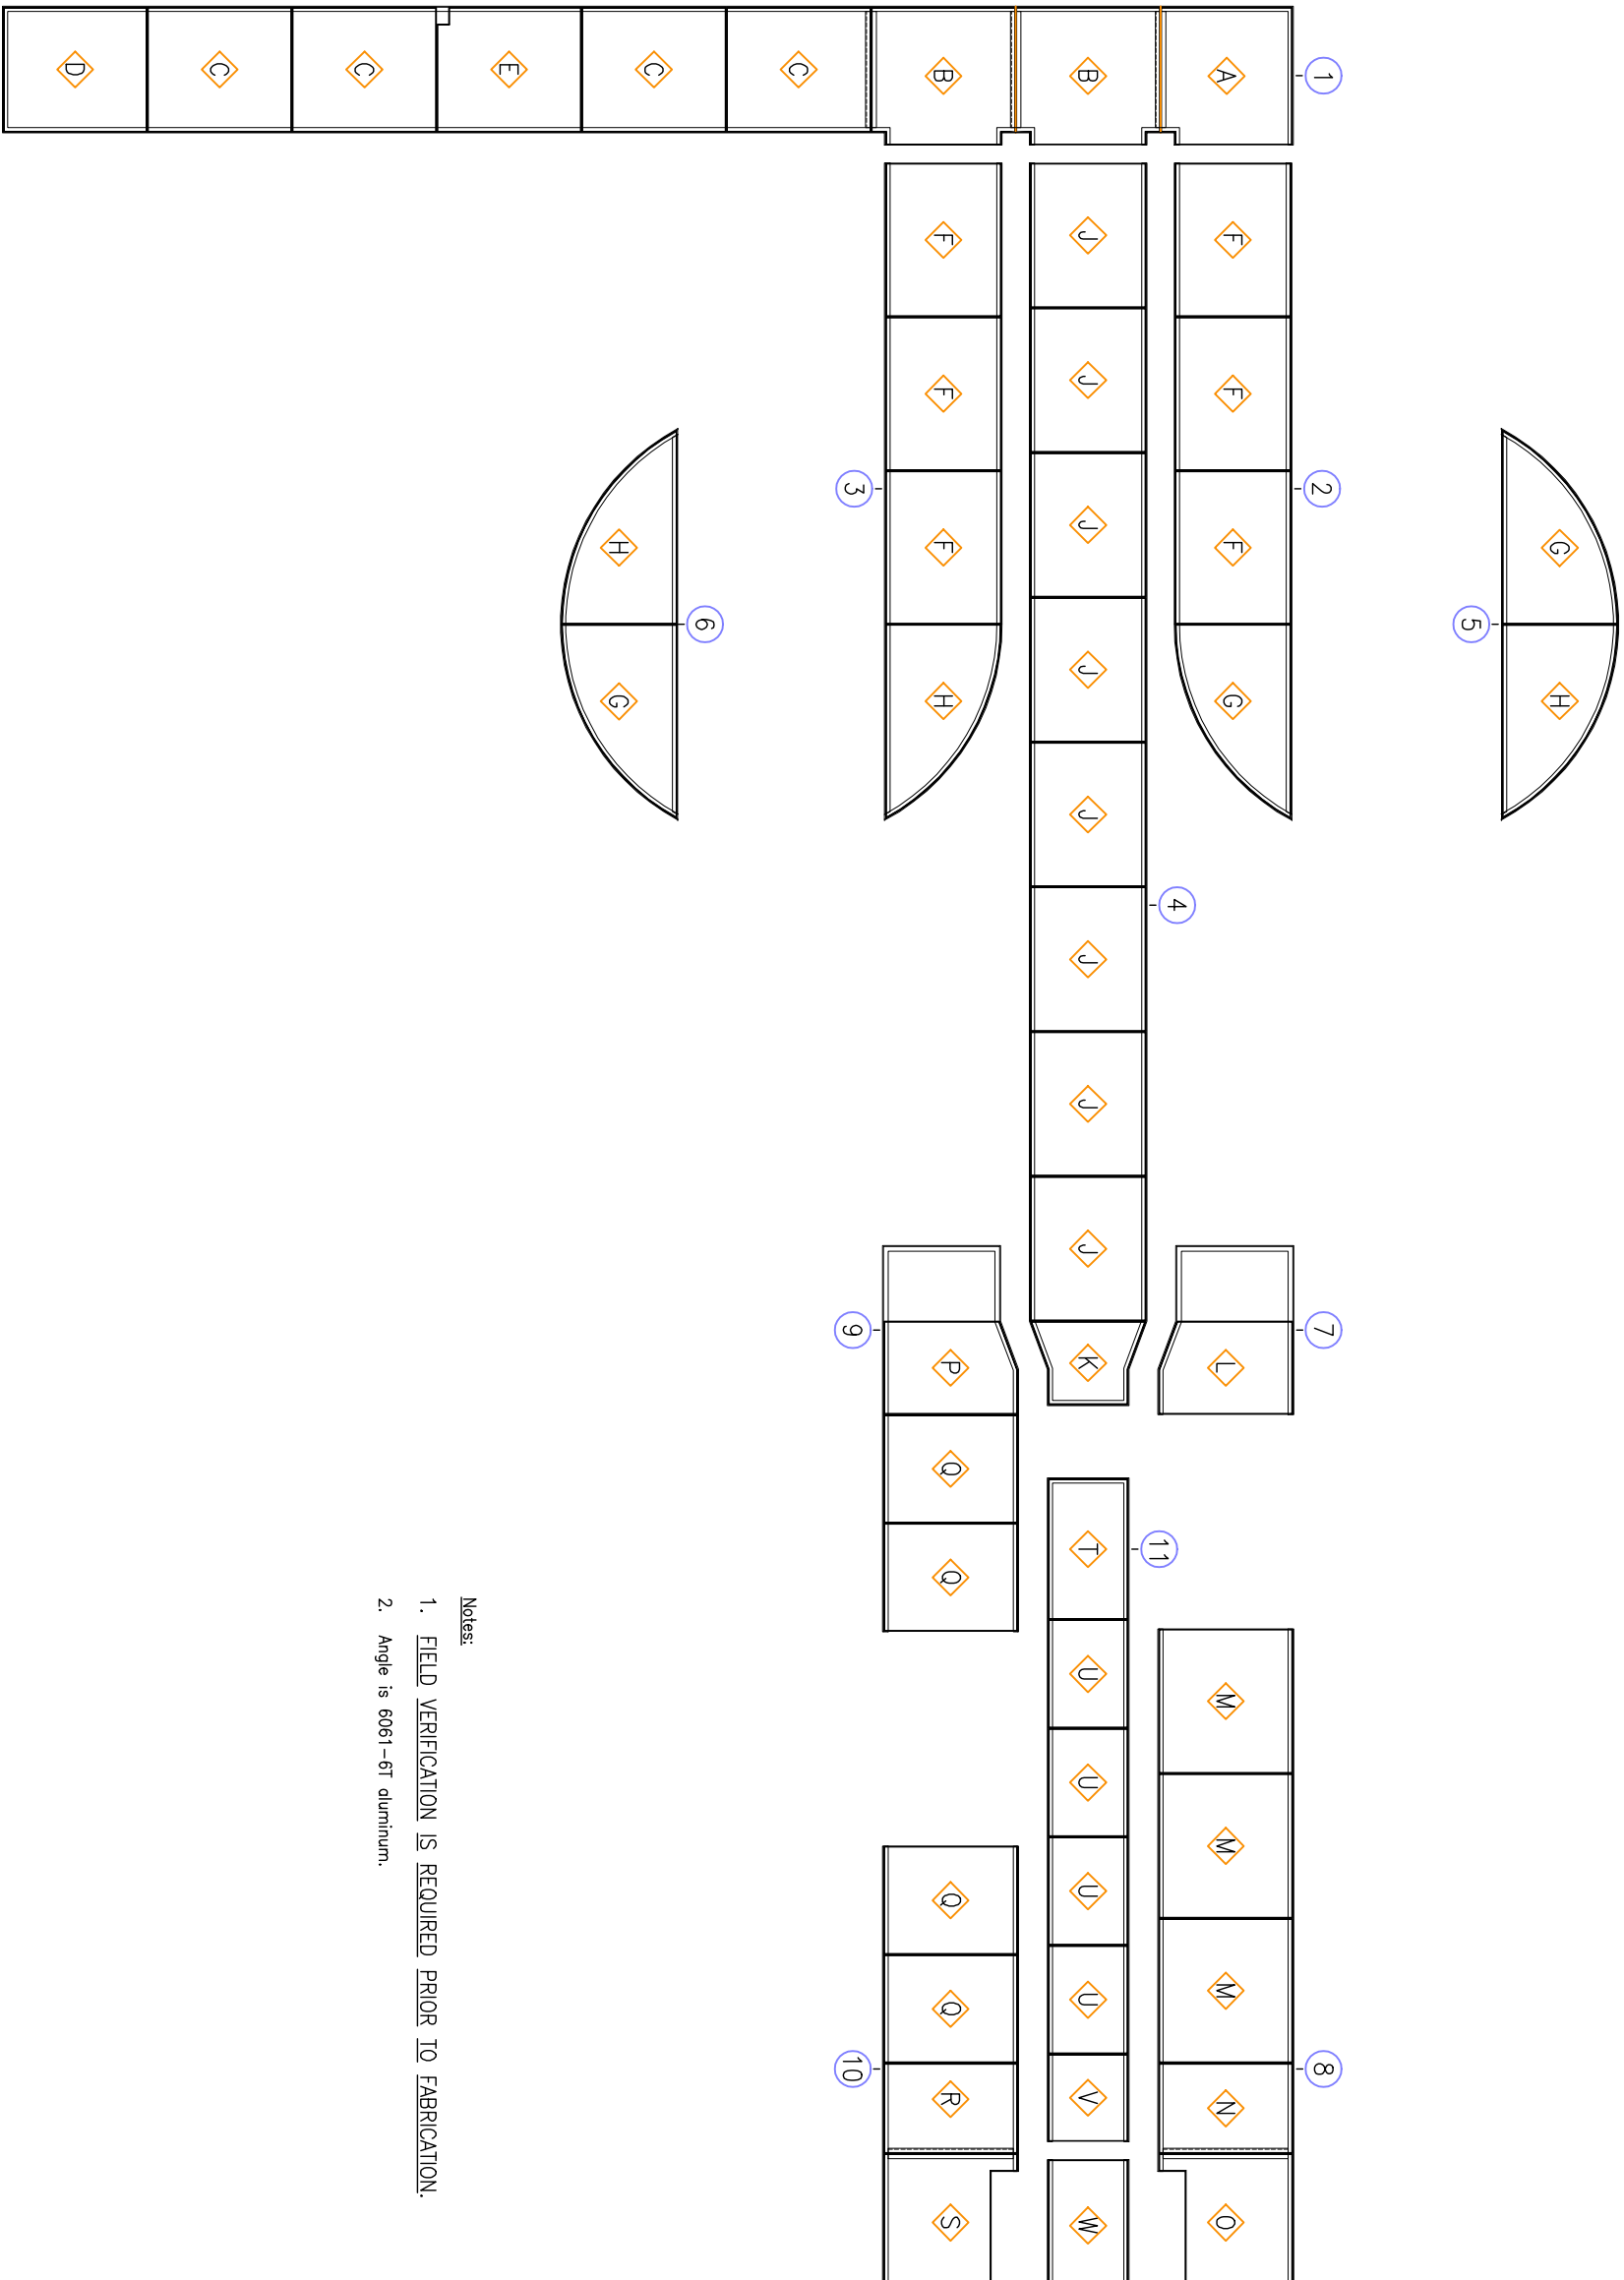 G H
5
1 2 7 8
A F F F G L M M M N O
4 11
B J J J J J J J J K T U U U U V W
B F F F H P Q Q Q Q R S
3 9 10
C
6
C
H G
E
C
C
D
Notes:
1. FIELD VERIFICATION IS REQUIRED PRIOR TO FABRICATION.
2. Angle is 6061-6T aluminum.